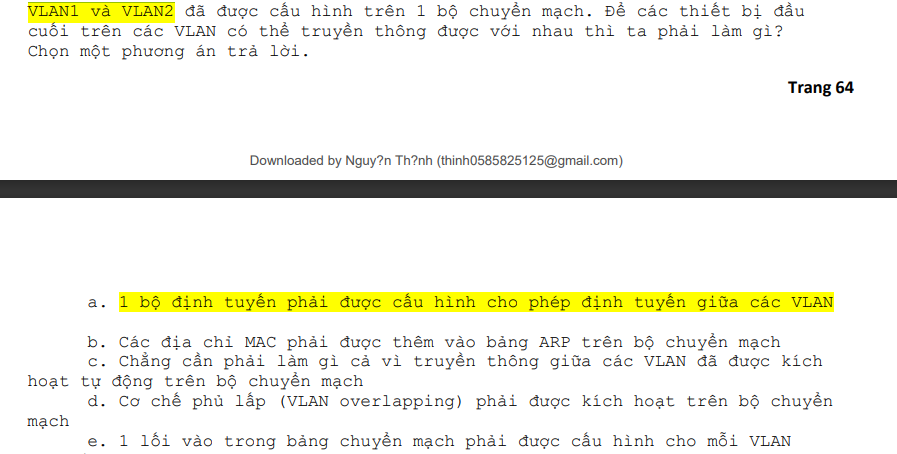 VLAN1 và VLAN2 đã được cấu hình trên 1 bộ chuyển mạch. Để các thiết bị đầu
cuối trên các VLAN có thể truyền thông được với nhau thì ta phải làm gì?
Chọn một phương án trả lời.
Trang 64
Downloaded by Nguy?n Th?nh (thinh0585825125@gmail.com)
a. 1 bộ định tuyến phải được cấu hình cho phép định tuyến giữa các VLAN
b. Các địa chỉ MAC phải được thêm vào bảng ARP trên bộ chuyển mạch
c. Chẳng cần phải làm gì cả vì truyền thông giữa các VLAN đã được kích
hoạt tự động trên bộ chuyển mạch
d. Cơ chế phủ lấp (VLAN overlapping) phải được kích hoạt trên bộ chuyển
mạch
e. 1 lối vào trong bảng chuyển mạch phải được cấu hình cho mỗi VLAN